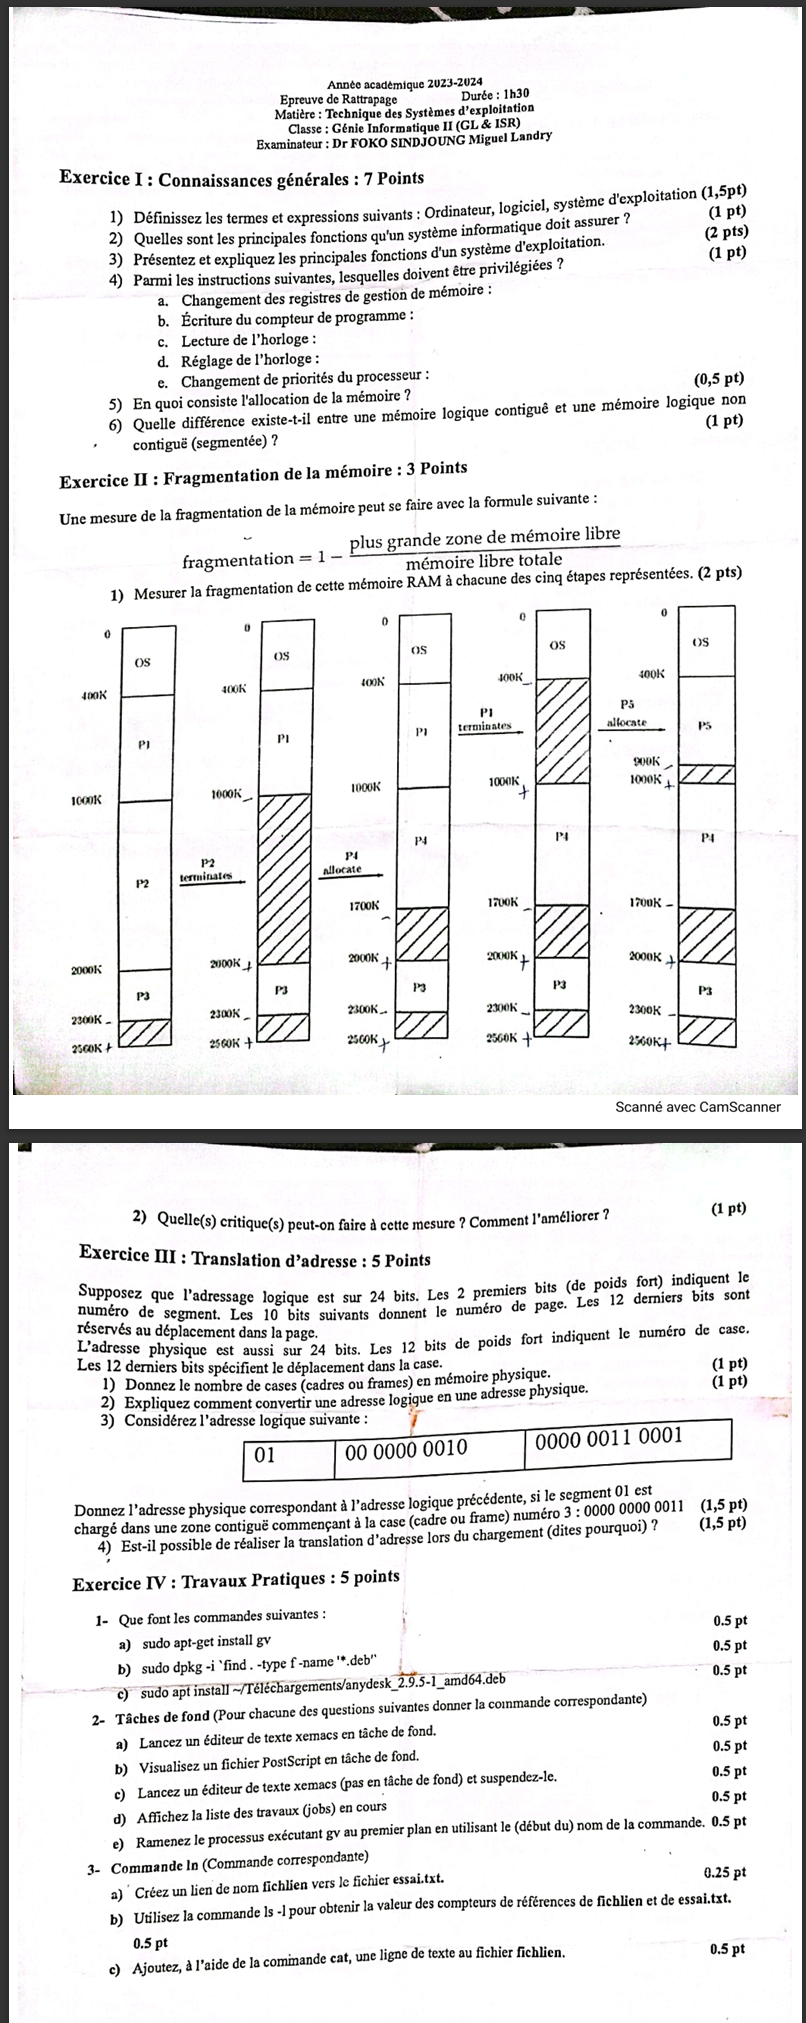 Année académique 2023-2024
Epreuve de Rattrapage Durée : 1h30
Matière : Technique des Systèmes d'exploitation
Classe : Génie Informatique II (GL & ISR)
Examinateur : Dr FOKO SINDJOUNG Miguel Landry
Exercice I : Connaissances générales : 7 Points
1) Définissez les termes et expressions suivants : Ordinateur, logiciel, système d'exploitation (1,5pt)
2) Quelles sont les principales fonctions qu'un système informatique doit assurer ? (1 pt)
3) Présentez et expliquez les principales fonctions d'un système d'exploitation. (2 pts)
4) Parmi les instructions suivantes, lesquelles doivent être privilégiées ? (1 pt)
a. Changement des registres de gestion de mémoire :
b. Écriture du compteur de programme :
c. Lecture de l'horloge :
d. Réglage de l'horloge :
e. Changement de priorités du processeur :
5) En quoi consiste l'allocation de la mémoire ? (0,5 pt)
6) Quelle différence existe-t-il entre une mémoire logique contiguë et une mémoire logique non
contiguë (segmentée) ? (1 pt)
Exercice II : Fragmentation de la mémoire : 3 Points
Une mesure de la fragmentation de la mémoire peut se faire avec la formule suivante :
fragmentation = 1 − plus grande zone de mémoire libre
mémoire libre totale
1) Mesurer la fragmentation de cette mémoire RAM à chacune des cinq étapes représentées. (2 pts)
0
OS
400K
P1
1000K
P2
2000K
P3
2300K -
2560K +
P2
terminates
0
OS
400K
P1
1000K -
2000K +
P3
2300K -
2560K +
P4
allocate
0
OS
400K
P1
1000K
P4
1700K
-
2000K +
P3
2300K -
2560K +
P1
terminates
0
OS
400K -
1000K +
P4
1700K -
2000K +
P3
2300K -
2560K +
P5
allocate
0
OS
400K
P5
900K -
1000K +
P4
1700K -
2000K +
P3
2300K -
2560K +
Scanné avec CamScanner
2) Quelle(s) critique(s) peut-on faire à cette mesure ? Comment l'améliorer ? (1 pt)
Exercice III : Translation d'adresse : 5 Points
Supposez que l'adressage logique est sur 24 bits. Les 2 premiers bits (de poids fort) indiquent le
numéro de segment. Les 10 bits suivants donnent le numéro de page. Les 12 derniers bits sont
réservés au déplacement dans la page.
L'adresse physique est aussi sur 24 bits. Les 12 bits de poids fort indiquent le numéro de case.
Les 12 derniers bits spécifient le déplacement dans la case.
1) Donnez le nombre de cases (cadres ou frames) en mémoire physique. (1 pt)
2) Expliquez comment convertir une adresse logique en une adresse physique. (1 pt)
3) Considérez l'adresse logique suivante :
01 00 0000 0010 0000 0011 0001
Donnez l'adresse physique correspondant à l'adresse logique précédente, si le segment 01 est
chargé dans une zone contiguë commençant à la case (cadre ou frame) numéro 3 : 0000 0000 0011 (1,5 pt)
4) Est-il possible de réaliser la translation d'adresse lors du chargement (dites pourquoi) ? (1,5 pt)
Exercice IV : Travaux Pratiques : 5 points
1- Que font les commandes suivantes :
a) sudo apt-get install gv 0.5 pt
b) sudo dpkg -i `find . -type f -name '*.deb'' 0.5 pt
c) sudo apt install ~/Téléchargements/anydesk_2.9.5-1_amd64.deb 0.5 pt
2- Tâches de fond (Pour chacune des questions suivantes donner la commande correspondante)
a) Lancez un éditeur de texte xemacs en tâche de fond. 0.5 pt
b) Visualisez un fichier PostScript en tâche de fond. 0.5 pt
c) Lancez un éditeur de texte xemacs (pas en tâche de fond) et suspendez-le. 0.5 pt
d) Affichez la liste des travaux (jobs) en cours 0.5 pt
e) Ramenez le processus exécutant gv au premier plan en utilisant le (début du) nom de la commande. 0.5 pt
3- Commande ln (Commande correspondante)
a) Créez un lien de nom fichlien vers le fichier essai.txt. 0.25 pt
b) Utilisez la commande ls -l pour obtenir la valeur des compteurs de références de fichlien et de essai.txt.
0.5 pt
c) Ajoutez, à l'aide de la commande cat, une ligne de texte au fichier fichlien. 0.5 pt